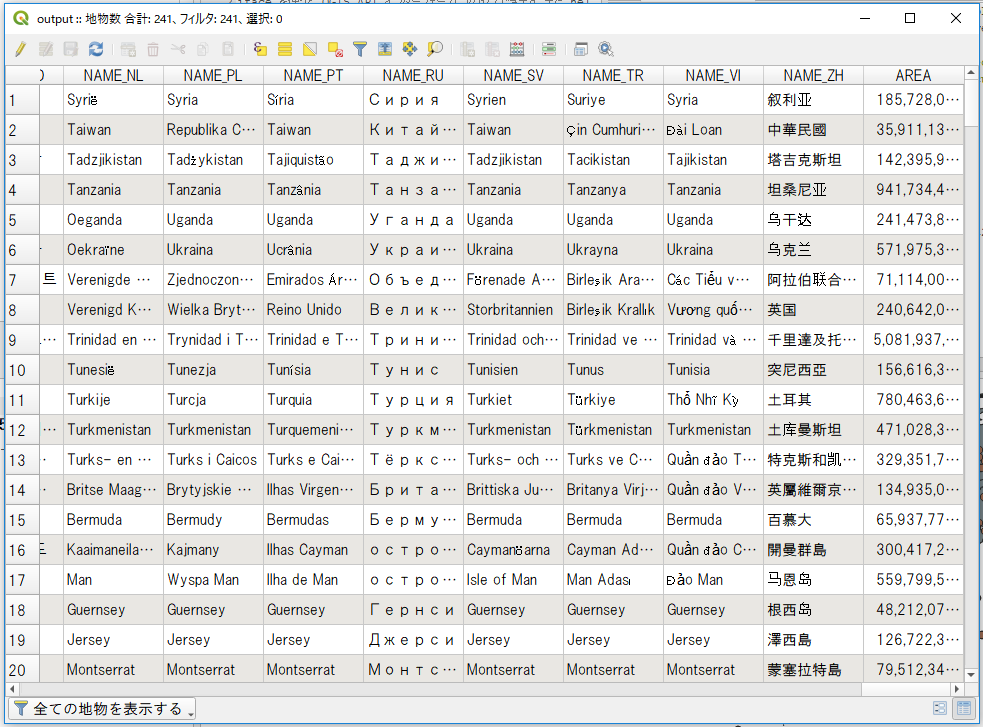 output :: 地物数 合計: 241、フィルタ: 241、選択: 0
NAME_NL NAME_PL NAME_PT NAME_RU NAME_SV NAME_TR NAME_VI NAME_ZH AREA
1 Syrië Syria Síria Сирия Syrien Suriye Syria 叙利亚 185,728,0…
2 Taiwan Republika C… Taiwan Китай… Taiwan Çin Cumhuri… Đài Loan 中華民國 35,911,13…
3 Tadzjikistan Tadżykistan Tajiquistão Таджи… Tadzjikistan Tacikistan Tajikistan 塔吉克斯坦 142,395,9…
4 Tanzania Tanzania Tanzânia Танза… Tanzania Tanzanya Tanzania 坦桑尼亚 941,734,4…
5 Oeganda Uganda Uganda Уганда Uganda Uganda Uganda 乌干达 241,473,8…
6 Oekraïne Ukraina Ucrânia Украи… Ukraina Ukrayna Ukraina 乌克兰 571,975,3…
7 트 Verenigde … Zjednoczon… Emirados Ár… Объед… Förenade A… Birleşik Ara… Các Tiểu v… 阿拉伯联合… 71,114,00…
8 Verenigd K… Wielka Bryt… Reino Unido Велик… Storbritannien Birleşik Krallık Vương quố… 英国 240,642,0…
9 … Trinidad en … Trynidad i T… Trinidad e T… Трини… Trinidad och… Trinidad ve … Trinidad và … 千里達及托… 5,081,937…
10 Tunesië Tunezja Tunísia Тунис Tunisien Tunus Tunisia 突尼西亞 156,616,3…
11 Turkije Turcja Turquia Турция Turkiet Türkiye Thổ Nhĩ Kỳ 土耳其 780,463,6…
12 … Turkmenistan Turkmenistan Turquemeni… Туркм… Turkmenistan Türkmenistan Turkmenistan 土库曼斯坦 471,028,3…
13 Turks- en … Turks i Caicos Turks e Cai… Тёркс… Turks- och … Turks ve C… Quần đảo T… 特克斯和凯… 329,351,7…
14 Britse Maag… Brytyjskie … Ilhas Virgen… Брита… Brittiska Ju… Britanya Virj… Quần đảo V… 英屬維爾京… 134,935,0…
15 Bermuda Bermudy Bermudas Берму… Bermuda Bermuda Bermuda 百慕大 65,937,77…
16 Kaaimaneila… Kajmany Ilhas Cayman остро… Caymanöarna Cayman Ad… Quần đảo C… 開曼群島 300,417,2…
17 Man Wyspa Man Ilha de Man остро… Isle of Man Man Adası Đảo Man 马恩岛 559,799,5…
18 Guernsey Guernsey Guernsey Гернси Guernsey Guernsey Guernsey 根西岛 48,212,07…
19 Jersey Jersey Jersey Джерси Jersey Jersey Jersey 澤西島 126,722,3…
20 Montserrat Montserrat Montserrat Монтс… Montserrat Montserrat Montserrat 蒙塞拉特島 79,512,34…
全ての地物を表示する